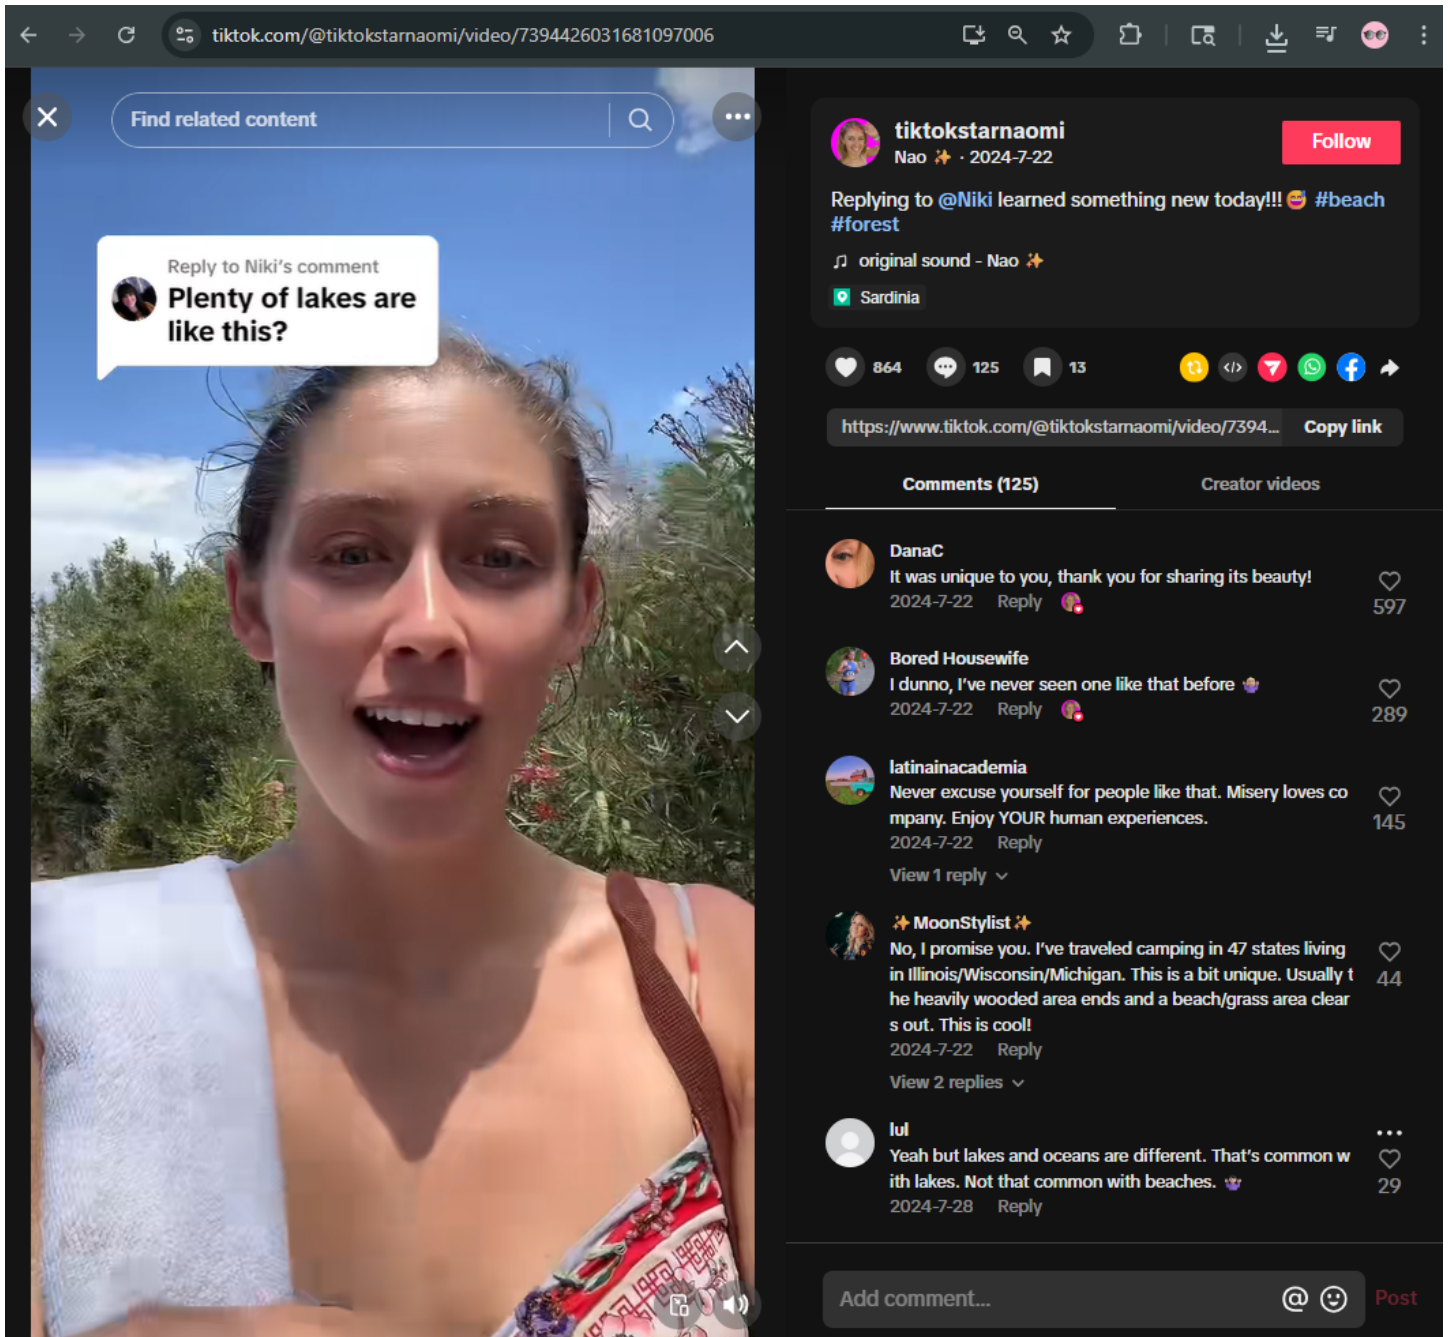 tiktok.com/@tiktokstarnaomi/video/7394426031681097006
Find related content
Reply to Niki's comment
Plenty of lakes are
like this?
tiktokstarnaomi
Nao ✨ · 2024-7-22
Follow
Replying to @Niki learned something new today!!!😅 #beach
#forest
original sound - Nao ✨
Sardinia
864
125
13
https://www.tiktok.com/@tiktokstarnaomi/video/7394...
Copy link
Comments (125)
Creator videos
DanaC
It was unique to you, thank you for sharing its beauty!
2024-7-22 Reply
597
Bored Housewife
I dunno, I've never seen one like that before 🤷🏼‍♀️
2024-7-22 Reply
289
latinainacademia
Never excuse yourself for people like that. Misery loves co
mpany. Enjoy YOUR human experiences.
2024-7-22 Reply
145
View 1 reply
✨MoonStylist✨
No, I promise you. I've traveled camping in 47 states living
in Illinois/Wisconsin/Michigan. This is a bit unique. Usually t
he heavily wooded area ends and a beach/grass area clear
s out. This is cool!
2024-7-22 Reply
44
View 2 replies
lul
Yeah but lakes and oceans are different. That's common w
ith lakes. Not that common with beaches. 🤷🏽‍♀️
2024-7-28 Reply
29
Add comment...
Post